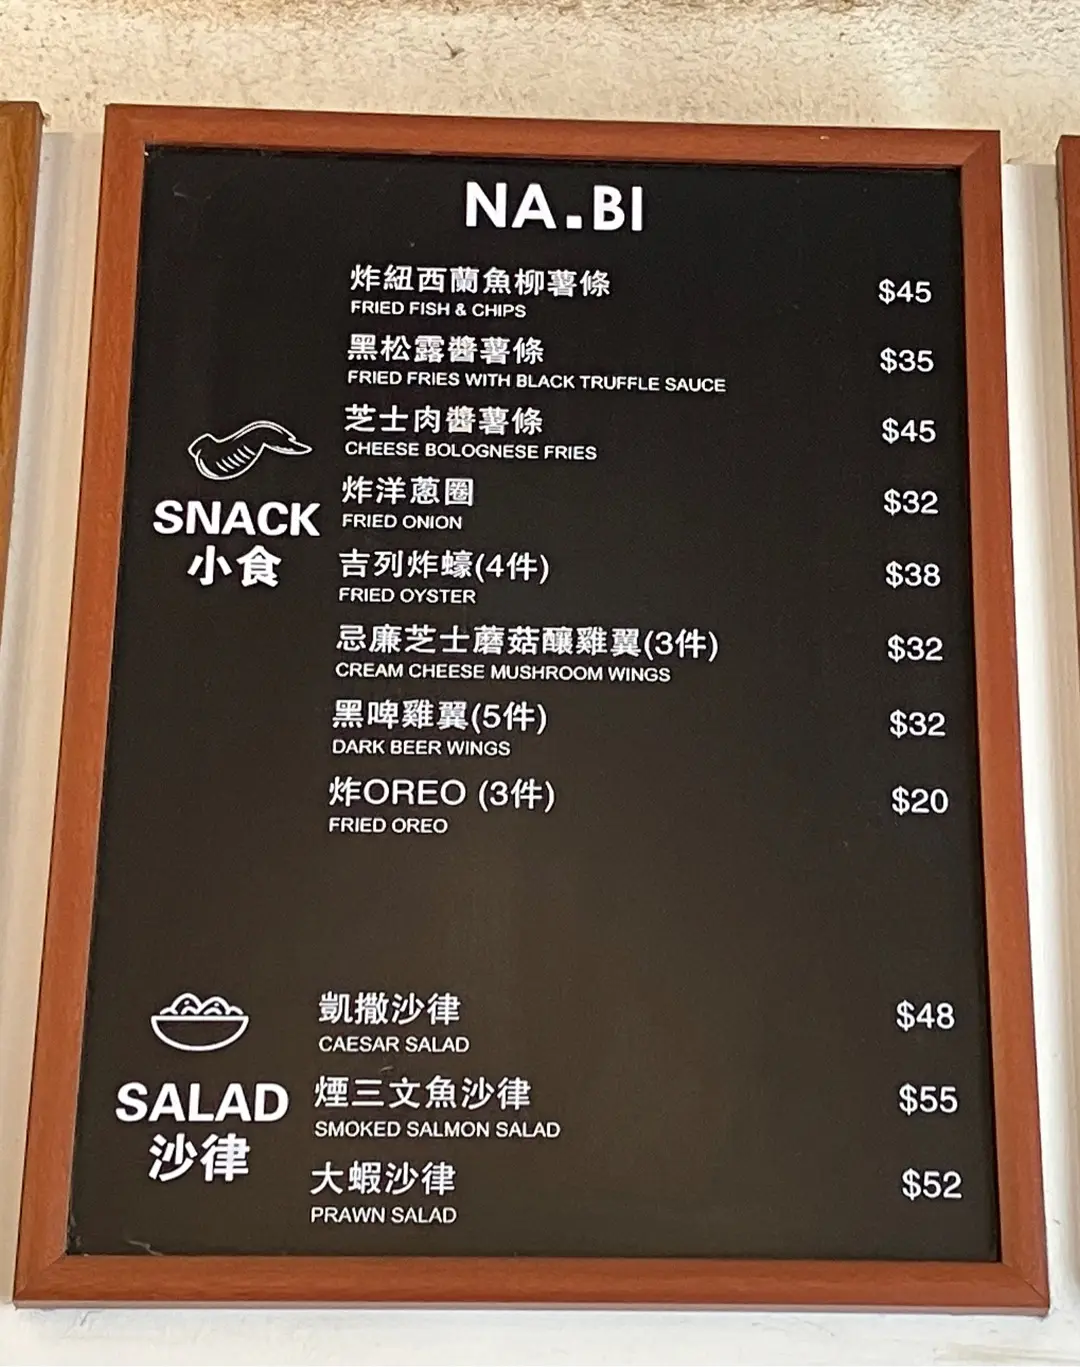 NA.BI
炸紐西蘭魚柳薯條 $45
FRIED FISH & CHIPS
黑松露醬薯條 $35
FRIED FRIES WITH BLACK TRUFFLE SAUCE
芝士肉醬薯條 $45
CHEESE BOLOGNESE FRIES
SNACK
小食
炸洋蔥圈 $32
FRIED ONION
吉列炸蠔(4件) $38
FRIED OYSTER
忌廉芝士蘑菇釀雞翼(3件) $32
CREAM CHEESE MUSHROOM WINGS
黑啤雞翼(5件) $32
DARK BEER WINGS
炸OREO (3件) $20
FRIED OREO
SALAD
沙律
凱撒沙律 $48
CAESAR SALAD
煙三文魚沙律 $55
SMOKED SALMON SALAD
大蝦沙律 $52
PRAWN SALAD